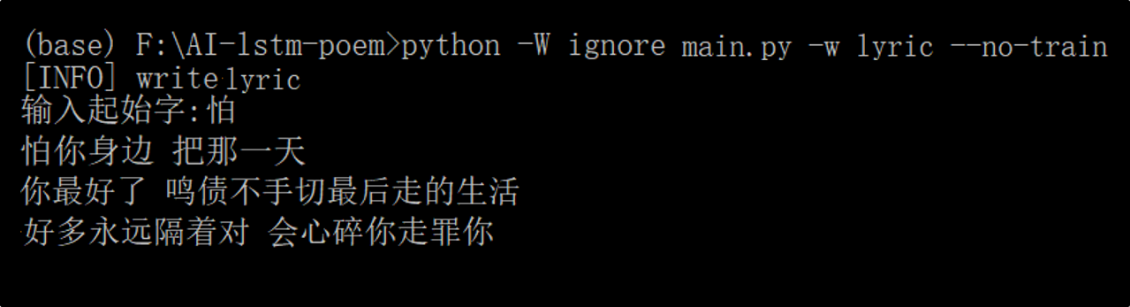 (base) F:\AI-lstm-poem>python -W ignore main.py -w lyric --no-train
[INFO] write lyric
输入起始字:怕
怕你身边 把那一天
你最好了 鸣债不手切最后走的生活
好多永远隔着对 会心碎你走罪你